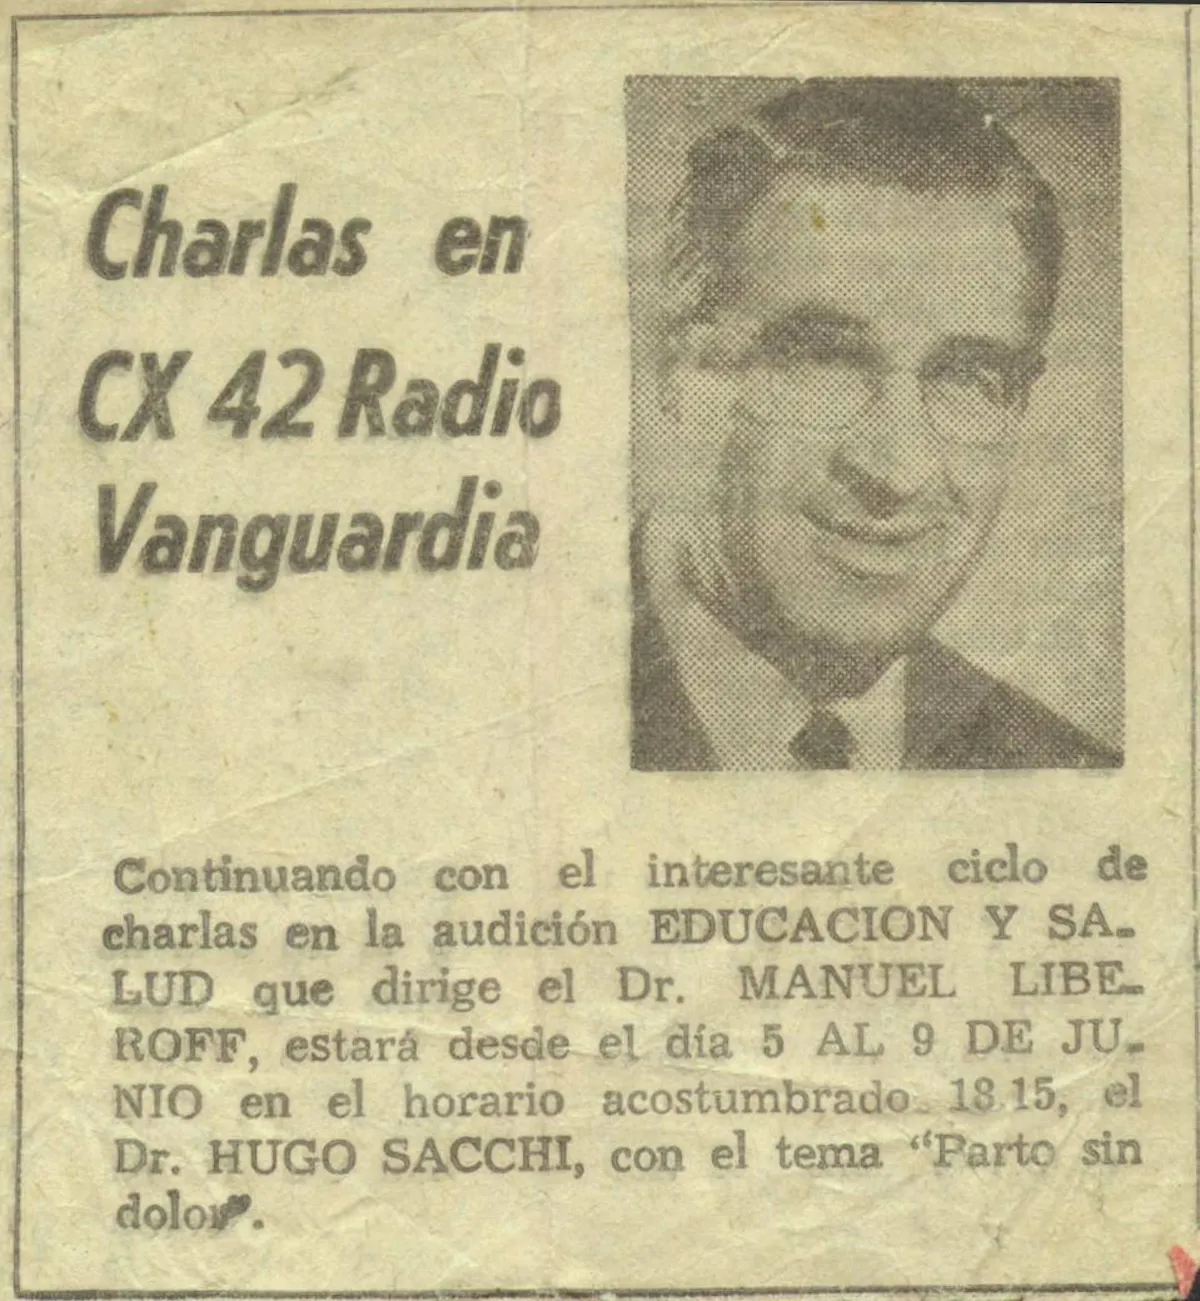 Charlas en
CX 42 Radio
Vanguardia
Continuando con el interesante ciclo de
charlas en la audición EDUCACION Y SA-
LUD que dirige el Dr. MANUEL LIBE-
ROFF, estará desde el día 5 AL 9 DE JU-
NIO en el horario acostumbrado 18.15, el
Dr. HUGO SACCHI, con el tema "Parto sin
dolor".